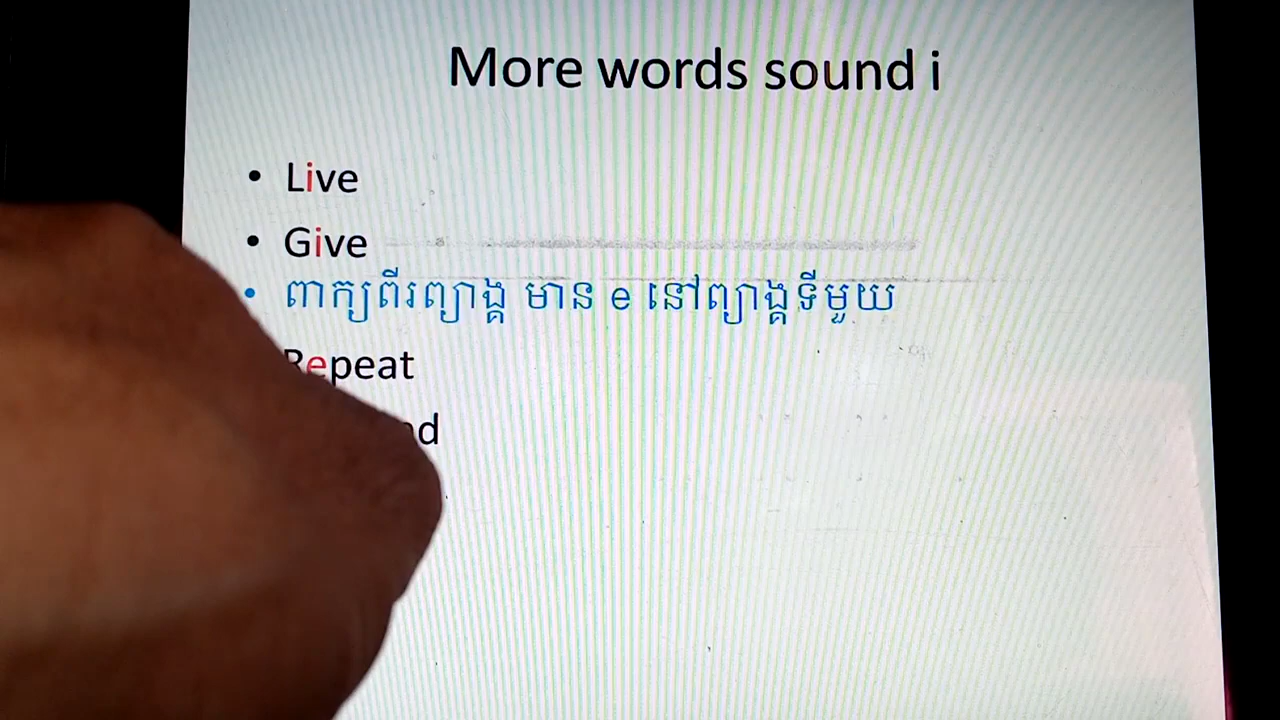 More words sound i
• Live
• Give
• ពាក្យពីរព្យាង្គ មាន e នៅព្យាង្គទីមួយ
Repeat